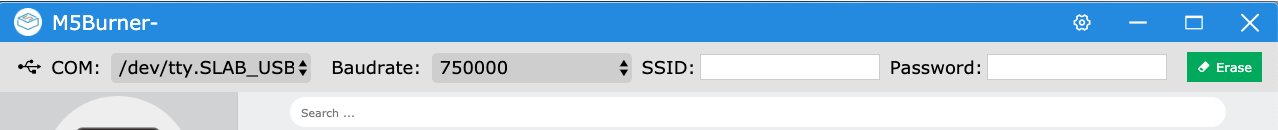 M5Burner-
COM: /dev/tty.SLAB_USB Baudrate: 750000 SSID: Password: Erase
Search ...